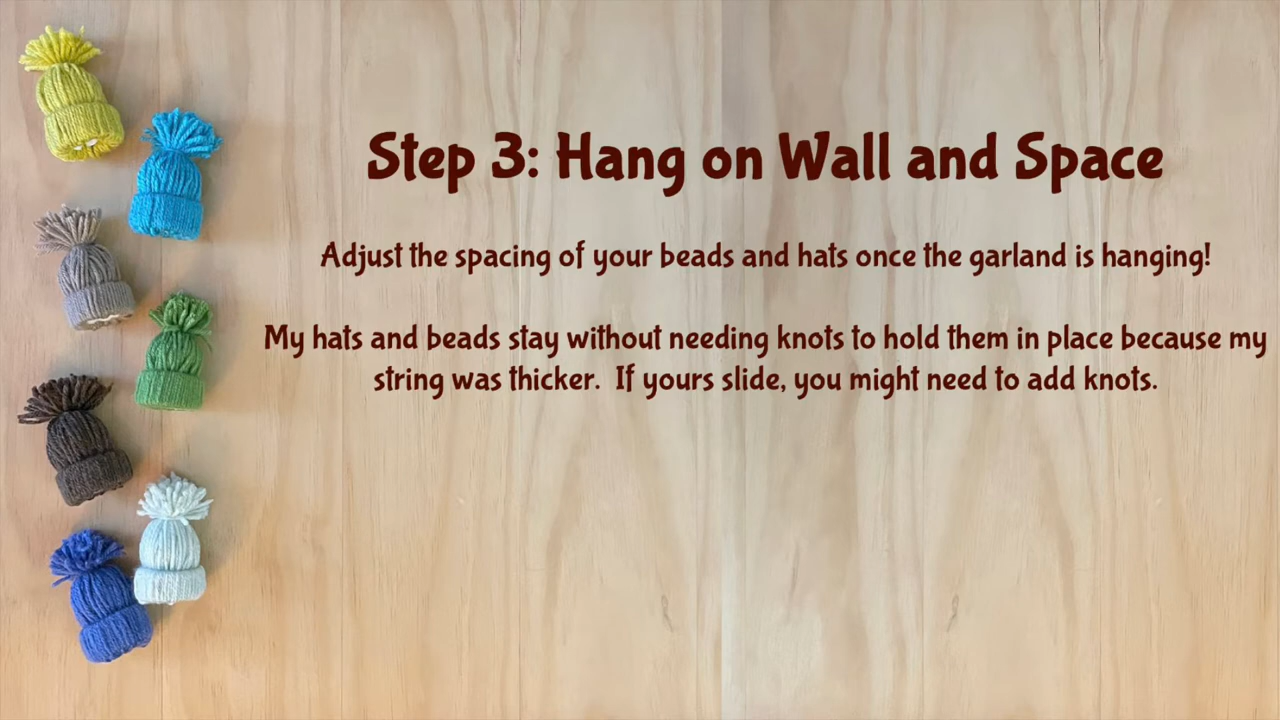 Step 3: Hang on Wall and Space
Adjust the spacing of your beads and hats once the garland is hanging!
My hats and beads stay without needing knots to hold them in place because my
string was thicker.  If yours slide, you might need to add knots.